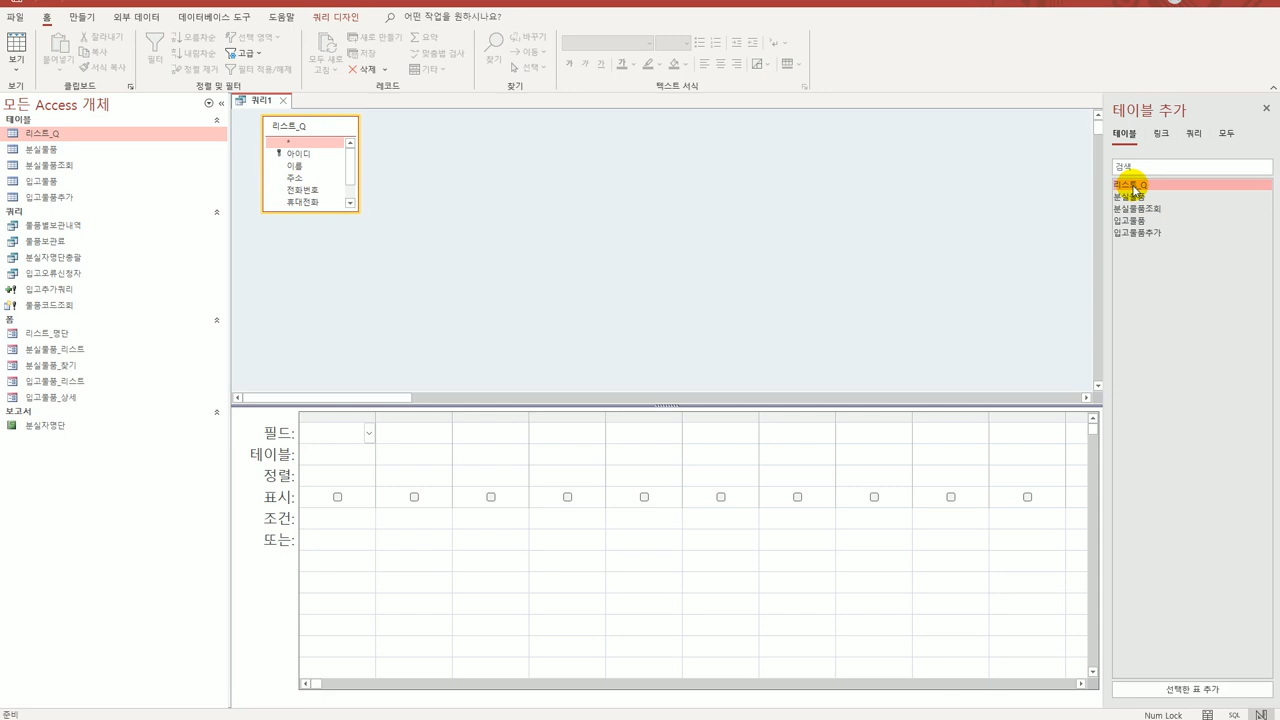 파일 홈 만들기 외부 데이터 데이터베이스 도구 도움말 쿼리 디자인 어떤 작업을 원하시나요?
보기
붙여넣기
잘라내기
복사
서식 복사
필터
오름차순
내림차순
정렬 제거
선택 영역
고급
필터 적용/해제
모두 새로 고침
새로 만들기
저장
삭제
요약
맞춤법 검사
기타
찾기
바꾸기
이동
선택
가 가 가 가
보기 클립보드 정렬 및 필터 레코드 찾기 텍스트 서식
모든 Access 개체
테이블
리스트_Q
분실물품
분실물품조회
입고물품
입고물품추가
쿼리
물품별보관내역
물품보관료
분실자명단총괄
입고오류신청자
입고추가쿼리
물품코드조회
폼
리스트_명단
분실물품_리스트
분실물품_찾기
입고물품_리스트
입고물품_상세
보고서
분실자명단
쿼리1
리스트_Q
*
아이디
이름
주소
전화번호
휴대전화
필드:
테이블:
정렬:
표시:
조건:
또는:
테이블 추가
테이블 링크 쿼리 모두
검색
리스트_Q
분실물품
분실물품조회
입고물품
입고물품추가
선택한 표 추가
준비
Num Lock
SQL